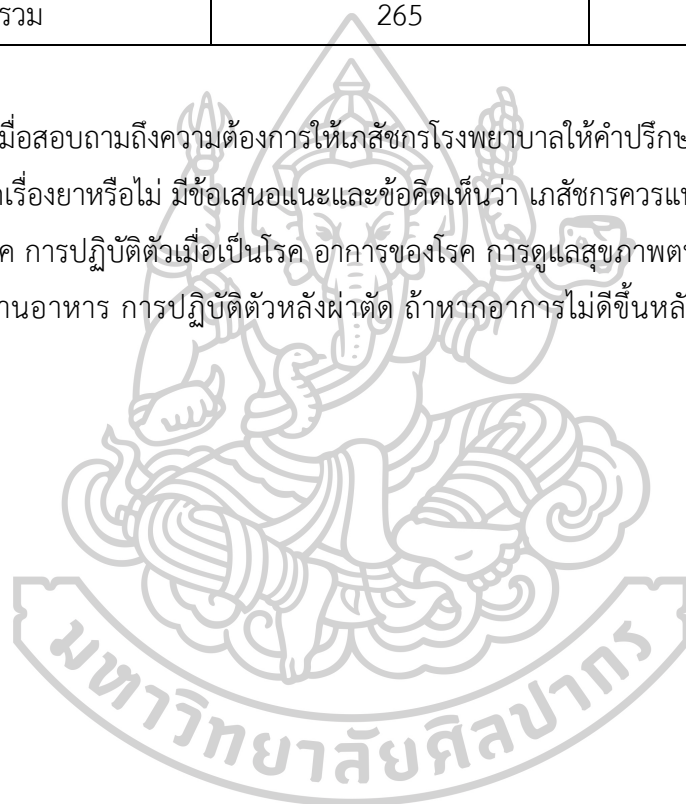 รวม 265
มื่อสอบถามถึงความต้องการให้เภสัชกรโรงพยาบาลให้คำปรึกษ
เรื่องยาหรือไม่ มีข้อเสนอแนะและข้อคิดเห็นว่า เภสัชกรควรแน
ค การปฏิบัติตัวเมื่อเป็นโรค อาการของโรค การดูแลสุขภาพตน
านอาหาร การปฏิบัติตัวหลังผ่าตัด ถ้าหากอาการไม่ดีขึ้นหลั
มหาวิทยาลัยศิลปากร